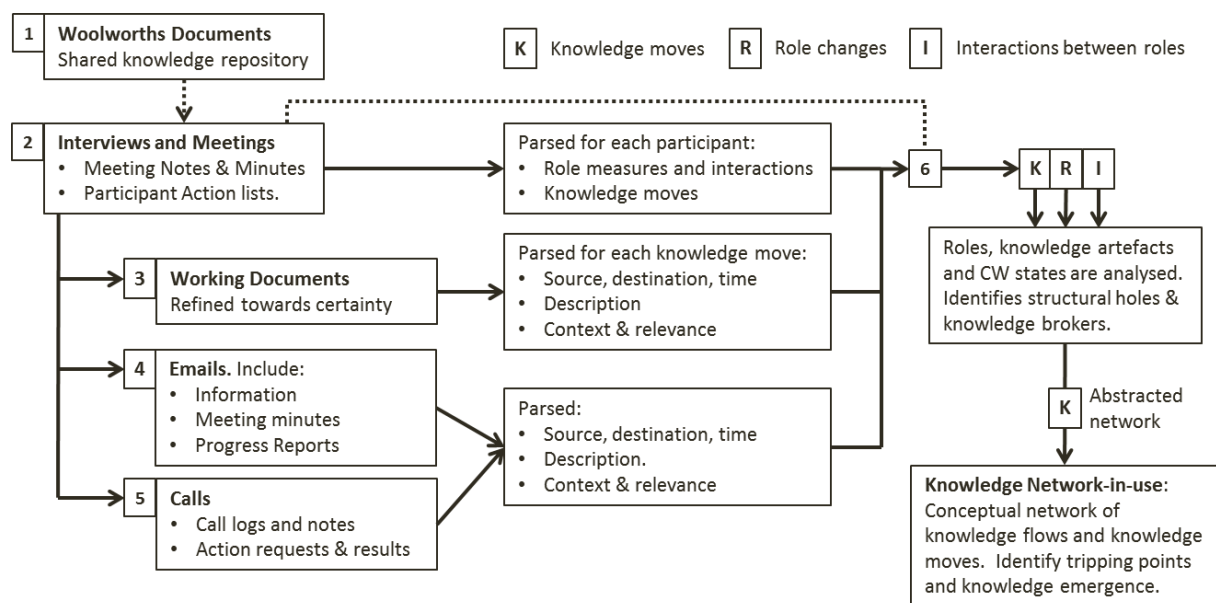 1
Woolworths Documents
Shared knowledge repository
K Knowledge moves
R Role changes
I Interactions between roles
2
Interviews and Meetings
• Meeting Notes & Minutes
• Participant Action lists.
Parsed for each participant:
• Role measures and interactions
• Knowledge moves
6
K R I
3
Working Documents
Refined towards certainty
Parsed for each knowledge move:
• Source, destination, time
• Description
• Context & relevance
Roles, knowledge artefacts
and CW states are analysed.
Identifies structural holes &
knowledge brokers.
4
Emails. Include:
• Information
• Meeting minutes
• Progress Reports
Parsed:
• Source, destination, time
• Description.
• Context & relevance
K
Abstracted
network
5
Calls
• Call logs and notes
• Action requests & results
Knowledge Network-in-use:
Conceptual network of
knowledge flows and knowledge
moves. Identify tripping points
and knowledge emergence.